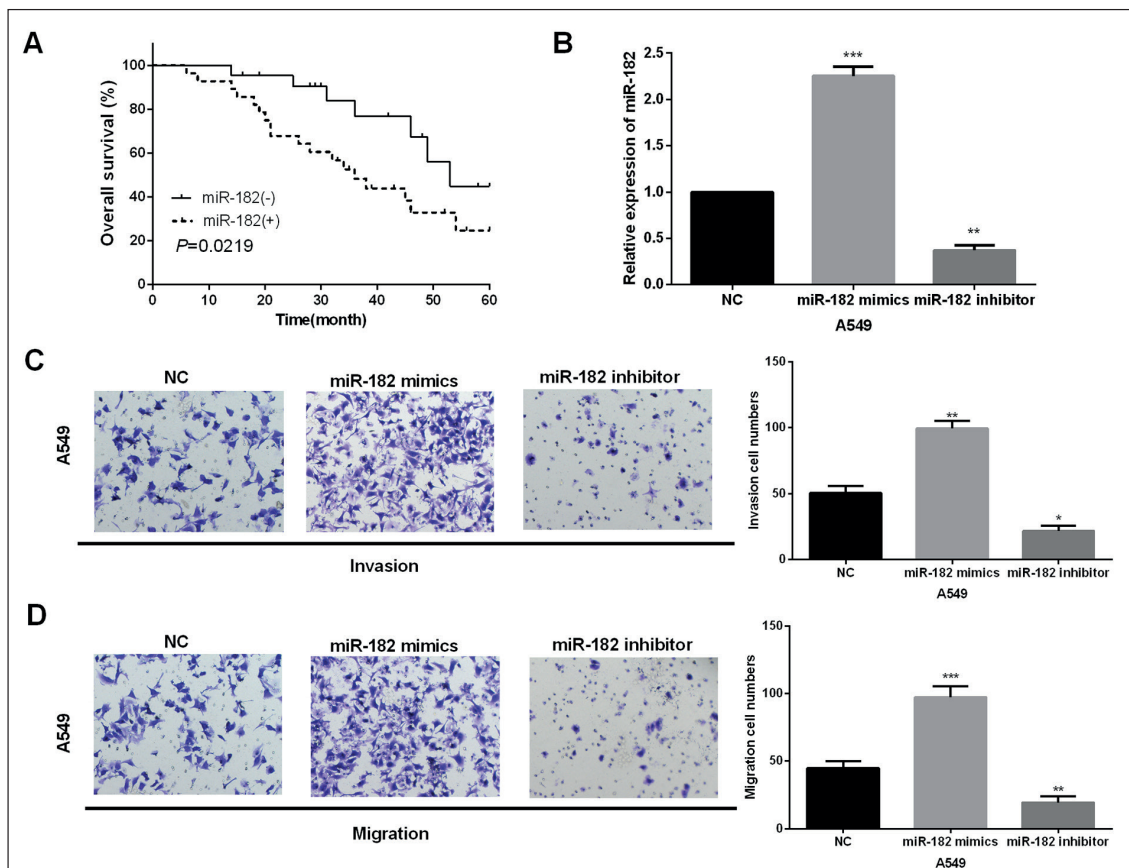 A
Overall survival (%)
100
80
60
40
20
0
10
20
30
40
50
60
Time(month)
miR-182(-)
miR-182(+)
P=0.0219
B
Relative expression of miR-182
2.5
2.0
1.5
1.0
0.5
0.0
***
**
NC
miR-182 mimics
miR-182 inhibitor
A549
C
NC
miR-182 mimics
miR-182 inhibitor
A549
Invasion
Invasion cell numbers
150
100
50
0
**
*
NC
miR-182 mimics
miR-182 inhibitor
A549
D
NC
miR-182 mimics
miR-182 inhibitor
A549
Migration
Migration cell numbers
150
100
50
0
***
**
NC
miR-182 mimics
miR-182 inhibitor
A549